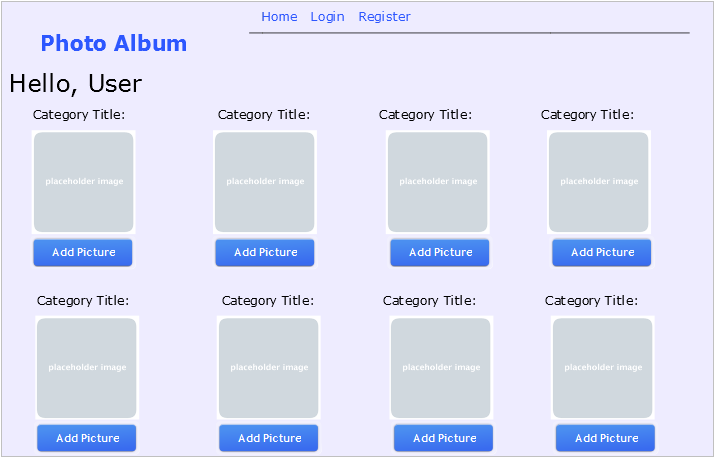 Home Login Register
Photo Album
Hello, User
Category Title: Category Title: Category Title: Category Title:
placeholder image placeholder image placeholder image placeholder image
Add Picture Add Picture Add Picture Add Picture
Category Title: Category Title: Category Title: Category Title:
placeholder image placeholder image placeholder image placeholder image
Add Picture Add Picture Add Picture Add Picture